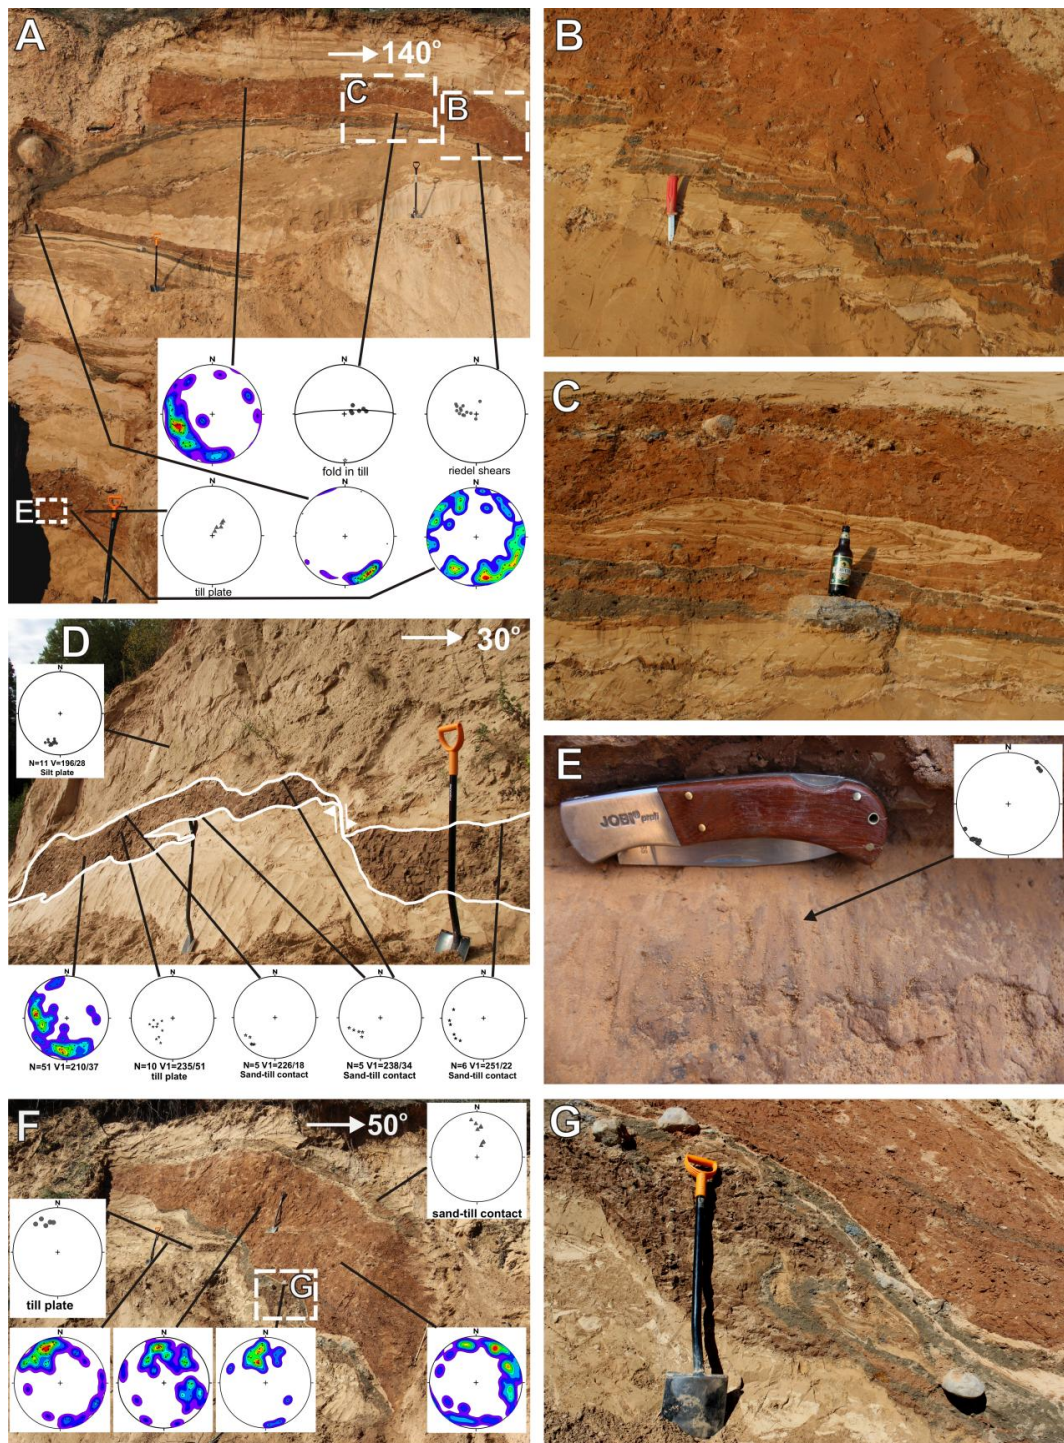 A
140°
C
B
N
N
N
fold in till
riedel shears
N
N
N
E
till plate
B
C
D
30°
N
N=11 V=196/28
Silt plate
N
N
N
N
N
N=51 V1=210/37
N=10 V1=235/51
till plate
N=5 V1=226/18
Sand-till contact
N=5 V1=238/34
Sand-till contact
N=6 V1=251/22
Sand-till contact
E
N
JOBI profi
F
50°
N
sand-till contact
N
till plate
G
N
N
N
N
G